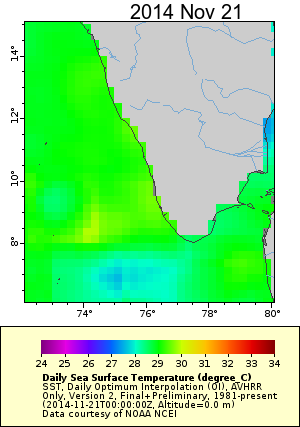 2014 Nov 21
14°
12°
10°
8°
74° 76° 78° 80°
24 25 26 27 28 29 30 31 32 33 34
Daily Sea Surface Temperature (degree_C)
SST, Daily Optimum Interpolation (OI), AVHRR
Only, Version 2, Final+Preliminary, 1981-present
(2014-11-21T00:00:00Z, Altitude=0.0 m)
Data courtesy of NOAA NCEI